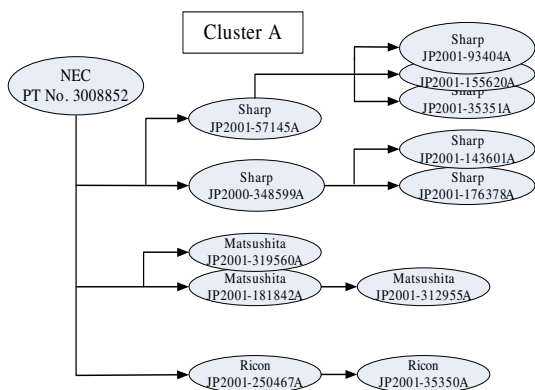 Cluster A
NEC
PT No. 3008852
Sharp
JP2001-93404A
JP2001-155620A
Sharp
JP2001-35351A
Sharp
JP2001-57145A
Sharp
JP2001-143601A
Sharp
JP2000-348599A
Sharp
JP2001-176378A
Matsushita
JP2001-319560A
Matsushita
JP2001-181842A
Matsushita
JP2001-312955A
Ricon
JP2001-250467A
Ricon
JP2001-35350A